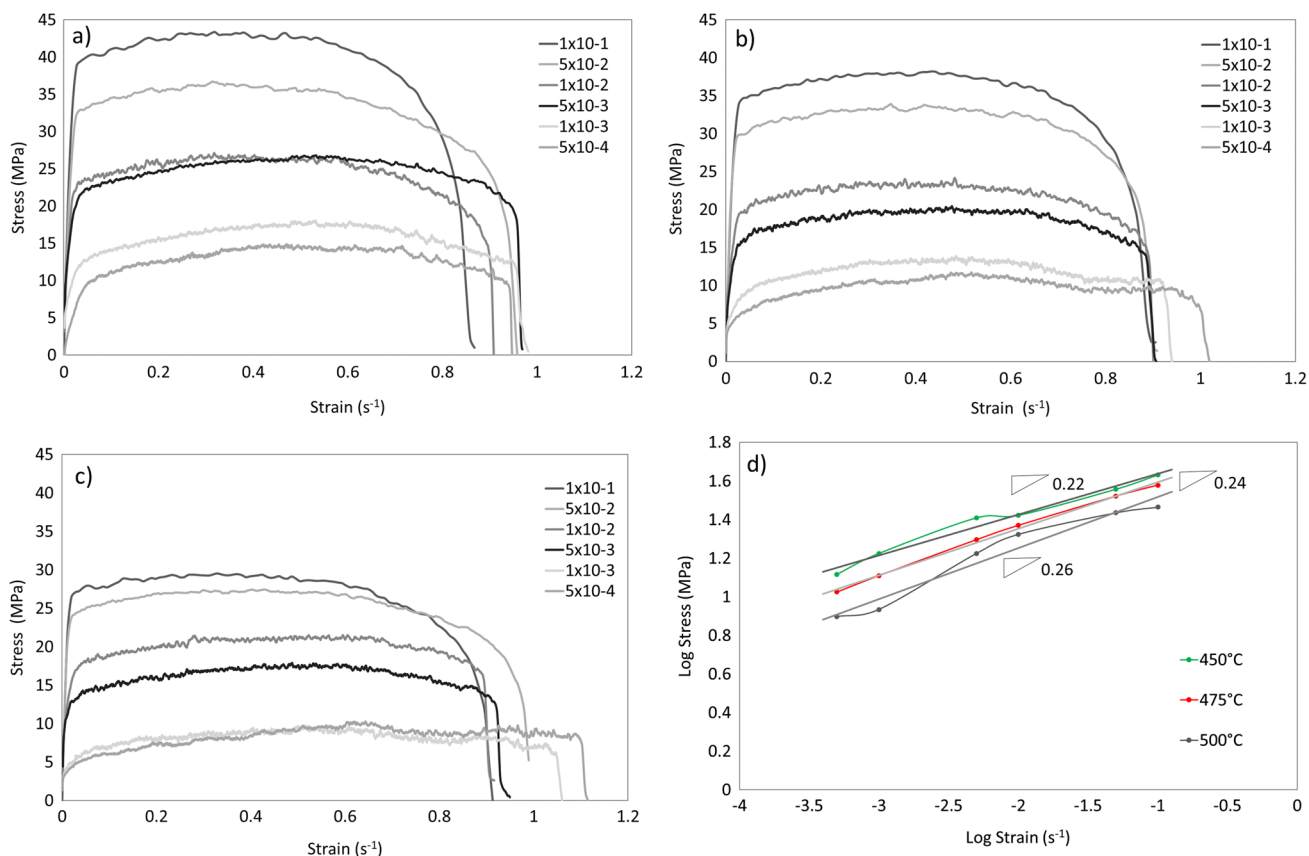 a)
45
40
35
30
25
20
15
10
5
0
Stress (MPa)
1x10-1
5x10-2
1x10-2
5x10-3
1x10-3
5x10-4
0 0.2 0.4 0.6 0.8 1 1.2
Strain (s-1)
b)
45
40
35
30
25
20
15
10
5
0
Stress (MPa)
1x10-1
5x10-2
1x10-2
5x10-3
1x10-3
5x10-4
0 0.2 0.4 0.6 0.8 1 1.2
Strain (s-1)
c)
45
40
35
30
25
20
15
10
5
0
Stress (MPa)
1x10-1
5x10-2
1x10-2
5x10-3
1x10-3
5x10-4
0 0.2 0.4 0.6 0.8 1 1.2
Strain (s-1)
d)
1.8
1.6
1.4
1.2
1
0.8
0.6
0.4
0.2
0
Log Stress (MPa)
0.22
0.24
0.26
450°C
475°C
500°C
-4 -3.5 -3 -2.5 -2 -1.5 -1 -0.5 0
Log Strain (s-1)